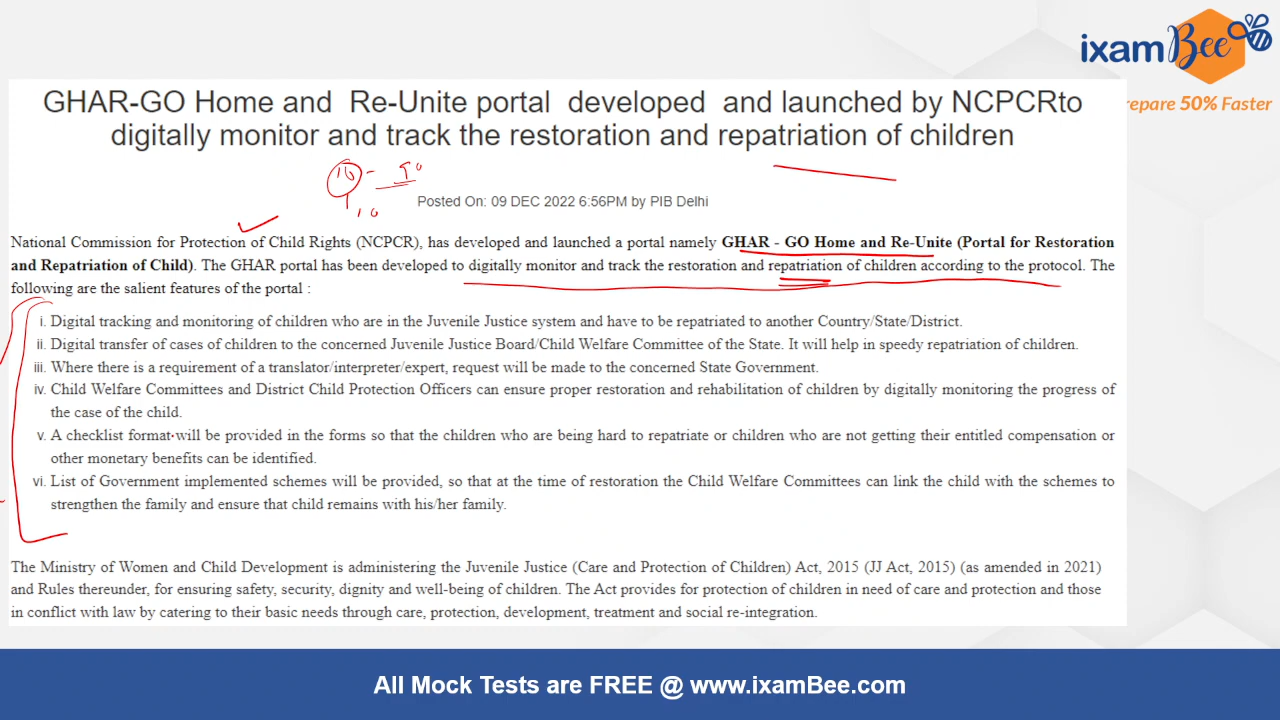 ixamBee
Prepare 50% Faster
GHAR-GO Home and Re-Unite portal developed and launched by NCPCRto
digitally monitor and track the restoration and repatriation of children
Posted On: 09 DEC 2022 6:56PM by PIB Delhi
National Commission for Protection of Child Rights (NCPCR), has developed and launched a portal namely GHAR - GO Home and Re-Unite (Portal for Restoration
and Repatriation of Child). The GHAR portal has been developed to digitally monitor and track the restoration and repatriation of children according to the protocol. The
following are the salient features of the portal :
i. Digital tracking and monitoring of children who are in the Juvenile Justice system and have to be repatriated to another Country/State/District.
ii. Digital transfer of cases of children to the concerned Juvenile Justice Board/Child Welfare Committee of the State. It will help in speedy repatriation of children.
iii. Where there is a requirement of a translator/interpreter/expert, request will be made to the concerned State Government.
iv. Child Welfare Committees and District Child Protection Officers can ensure proper restoration and rehabilitation of children by digitally monitoring the progress of
the case of the child.
v. A checklist format will be provided in the forms so that the children who are being hard to repatriate or children who are not getting their entitled compensation or
other monetary benefits can be identified.
vi. List of Government implemented schemes will be provided, so that at the time of restoration the Child Welfare Committees can link the child with the schemes to
strengthen the family and ensure that child remains with his/her family.
The Ministry of Women and Child Development is administering the Juvenile Justice (Care and Protection of Children) Act, 2015 (JJ Act, 2015) (as amended in 2021)
and Rules thereunder, for ensuring safety, security, dignity and well-being of children. The Act provides for protection of children in need of care and protection and those
in conflict with law by catering to their basic needs through care, protection, development, treatment and social re-integration.
All Mock Tests are FREE @ www.ixamBee.com